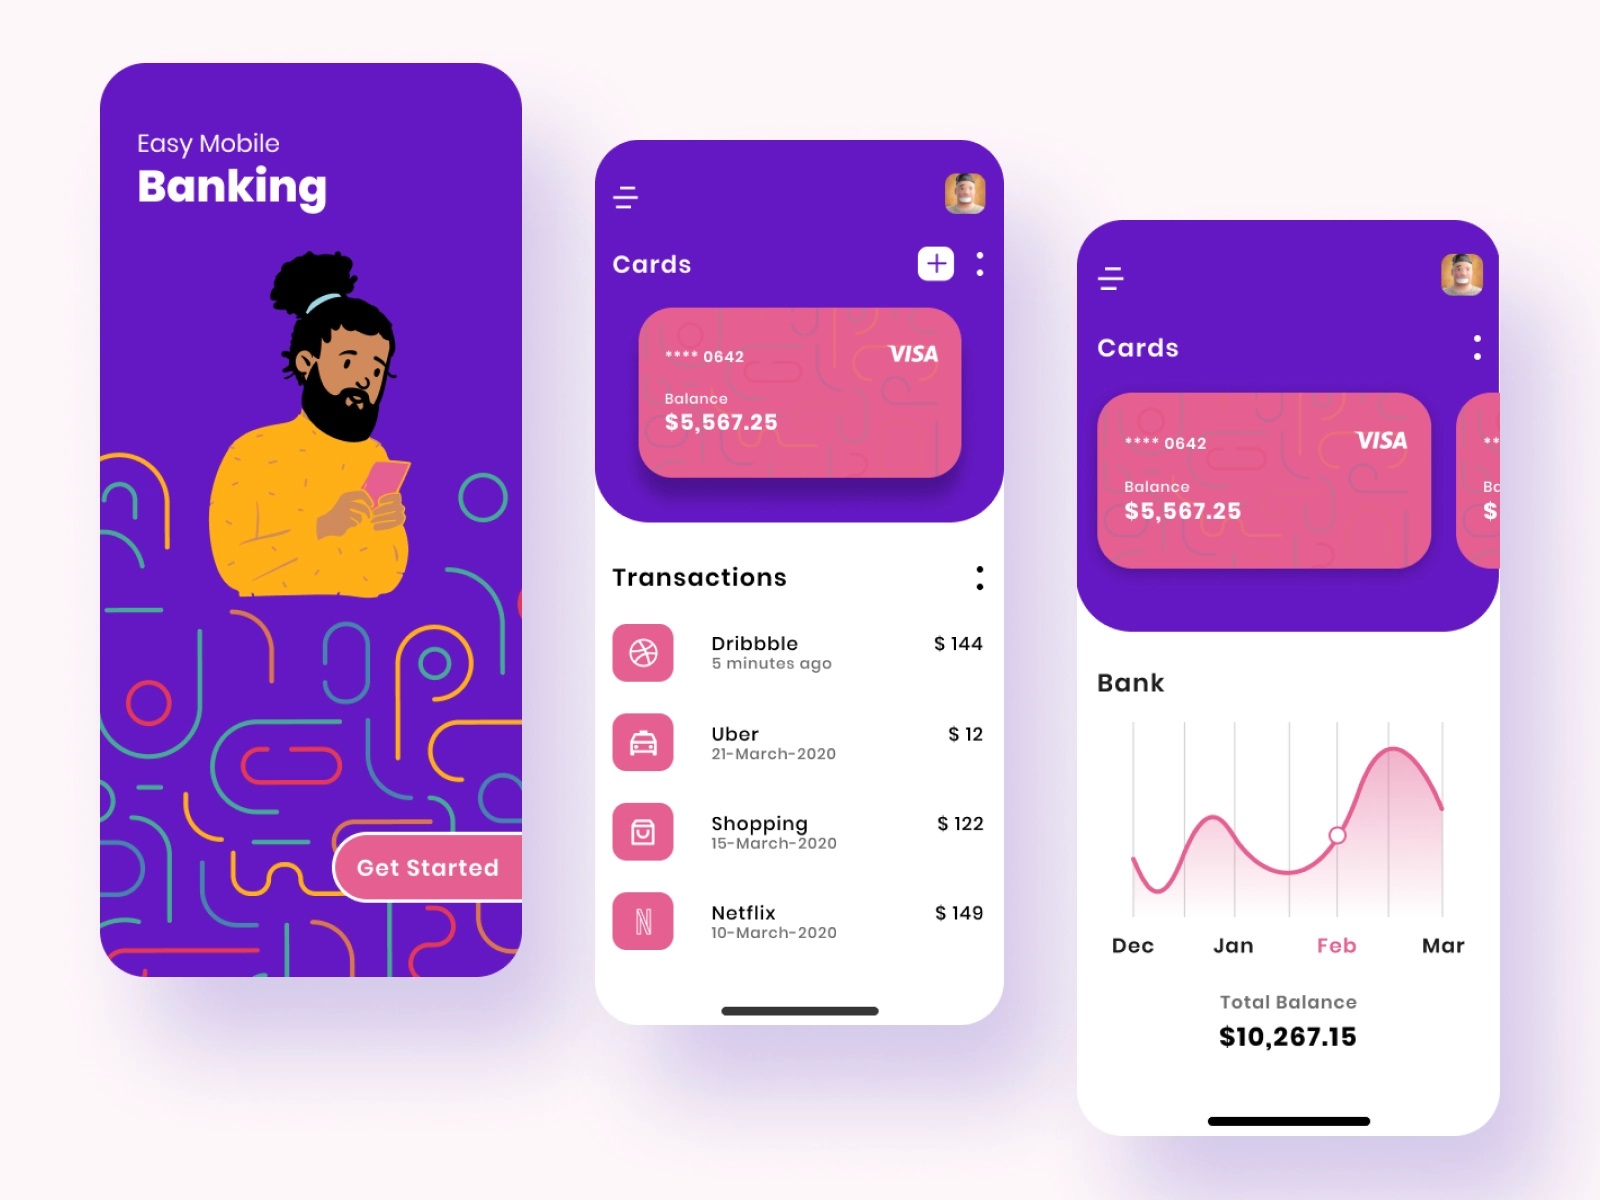 Easy Mobile
Banking
Get Started
Cards
**** 0642
VISA
Balance
$5,567.25
Transactions
Dribbble
$ 144
5 minutes ago
Uber
$ 12
21-March-2020
Shopping
$ 122
15-March-2020
Netflix
$ 149
10-March-2020
N
Cards
**** 0642
VISA
**
Balance
Ba
$5,567.25
$
Bank
Dec
Jan
Feb
Mar
Total Balance
$10,267.15